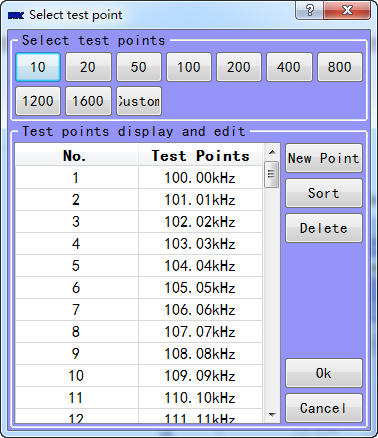 Select test point
?
Select test points
10 20 50 100 200 400 800
1200 1600 Custom
Test points display and edit
No. Test Points
1 100.00kHz
2 101.01kHz
3 102.02kHz
4 103.03kHz
5 104.04kHz
6 105.05kHz
7 106.06kHz
8 107.07kHz
9 108.08kHz
10 109.09kHz
11 110.10kHz
12 111.11kHz
New Point
Sort
Delete
Ok
Cancel